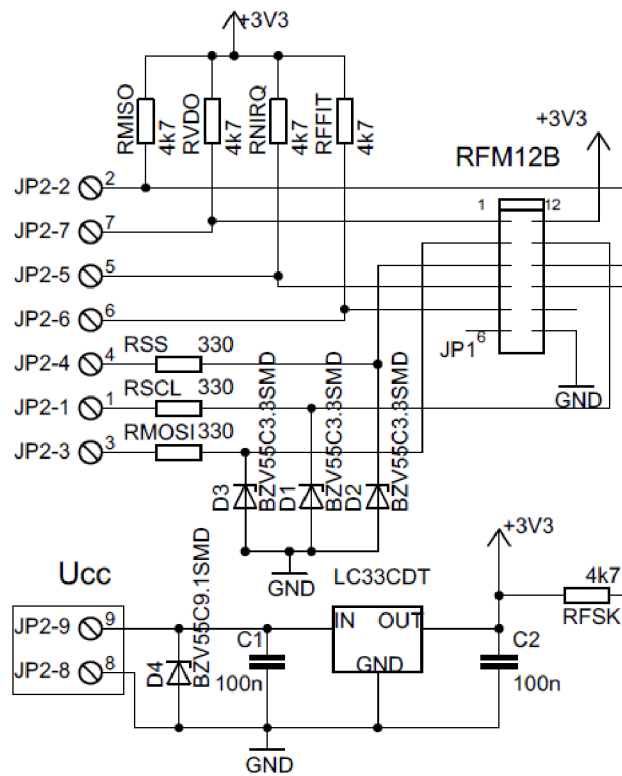 +3V3
RMISO 4k7
RVDO 4k7
RNIRQ 4k7
RFFIT 4k7
+3V3
RFM12B
1 12
JP2-2 2
JP2-7 7
JP2-5 5
JP2-6 6
JP1 6
GND
JP2-4 4
RSS 330
JP2-1 1
RSCL 330
JP2-3 3
RMOSI 330
D3 BZV55C3.3SMD
D1 BZV55C3.3SMD
D2 BZV55C3.3SMD
GND
+3V3
Ucc
LC33CDT
4k7
RFSK
JP2-9 9
IN OUT
GND
JP2-8 8
D4 BZV55C9.1SMD
C1
100n
C2
100n
GND